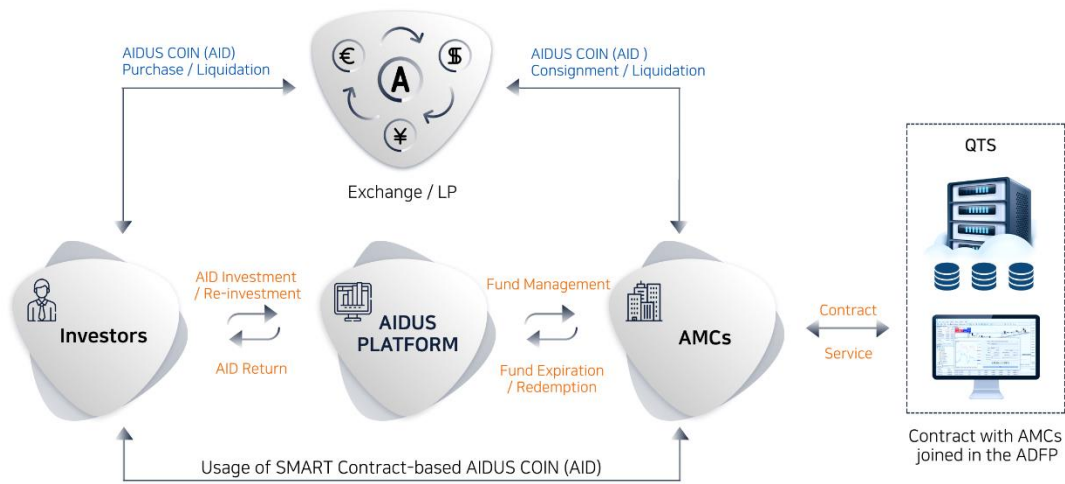 AIDUS COIN (AID)
Purchase / Liquidation
€
$
A
¥
AIDUS COIN (AID )
Consignment / Liquidation
Exchange / LP
QTS
Investors
AID Investment
/ Re-investment
AID Return
AIDUS
PLATFORM
Fund Management
Fund Expiration
/ Redemption
AMCs
Contract
Service
Contract with AMCs
joined in the ADFP
Usage of SMART Contract-based AIDUS COIN (AID)